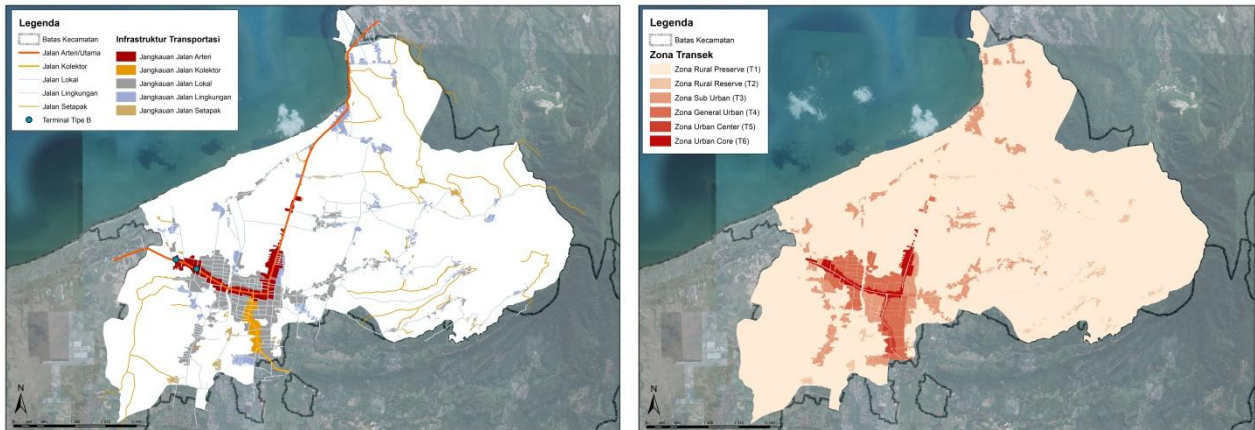 Legenda
Batas Kecamatan
Jalan Arteri/Utama
Jalan Kolektor
Jalan Lokal
Jalan Lingkungan
Jalan Setapak
Terminal Tipe B
Infrastruktur Transportasi
Jangkauan Jalan Arteri
Jangkauan Jalan Kolektor
Jangkauan Jalan Lokal
Jangkauan Jalan Lingkungan
Jangkauan Jalan Setapak
N
Legenda
Batas Kecamatan
Zona Transek
Zona Rural Preserve (T1)
Zona Rural Reserve (T2)
Zona Sub Urban (T3)
Zona General Urban (T4)
Zona Urban Center (T5)
Zona Urban Core (T6)
N